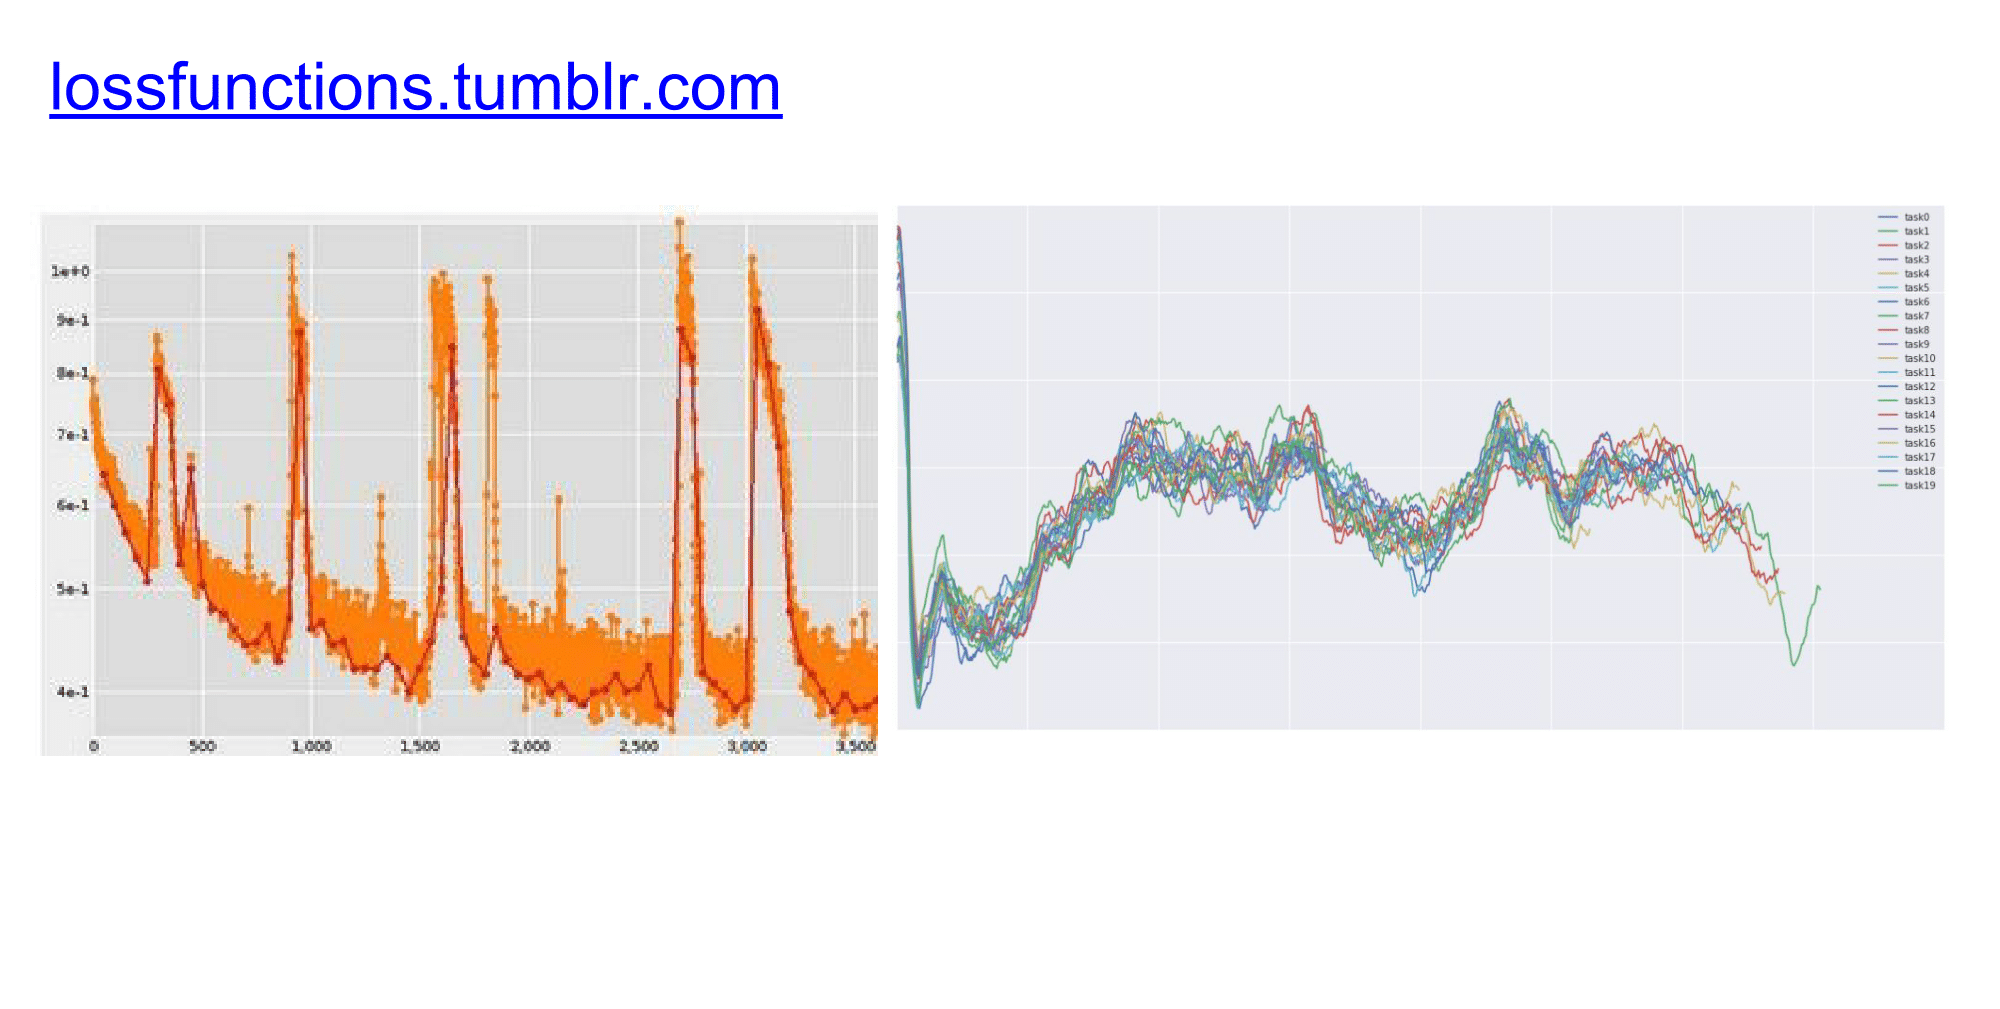 lossfunctions.tumblr.com
1e+0
9e-1
8e-1
7e-1
6e-1
5e-1
4e-1
0 500 1,000 1,500 2,000 2,500 3,000 3,500
task0
task1
task2
task3
task4
task5
task6
task7
task8
task9
task10
task11
task12
task13
task14
task15
task16
task17
task18
task19